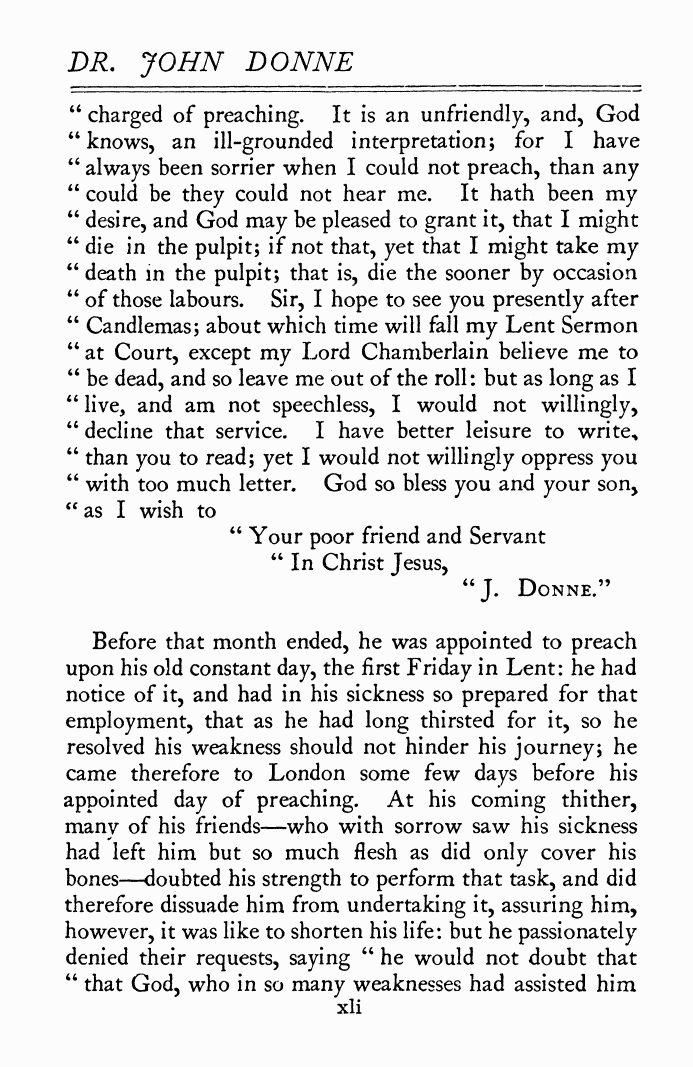 DR. JOHN DONNE
“ charged of preaching. It is an unfriendly, and, God
“ knows, an ill-grounded interpretation; for I have
“ always been sorrier when I could not preach, than any
“ could be they could not hear me. It hath been my
“ desire, and God may be pleased to grant it, that I might
“ die in the pulpit; if not that, yet that I might take my
“ death in the pulpit; that is, die the sooner by occasion
“ of those labours. Sir, I hope to see you presently after
“ Candlemas; about which time will fall my Lent Sermon
“ at Court, except my Lord Chamberlain believe me to
“ be dead, and so leave me out of the roll: but as long as I
“ live, and am not speechless, I would not willingly,
“ decline that service. I have better leisure to write,
“ than you to read; yet I would not willingly oppress you
“ with too much letter. God so bless you and your son,
“ as I wish to
“ Your poor friend and Servant
“ In Christ Jesus,
“ J. DONNE.”
Before that month ended, he was appointed to preach
upon his old constant day, the first Friday in Lent: he had
notice of it, and had in his sickness so prepared for that
employment, that as he had long thirsted for it, so he
resolved his weakness should not hinder his journey; he
came therefore to London some few days before his
appointed day of preaching. At his coming thither,
many of his friends—who with sorrow saw his sickness
had left him but so much flesh as did only cover his
bones—doubted his strength to perform that task, and did
therefore dissuade him from undertaking it, assuring him,
however, it was like to shorten his life: but he passionately
denied their requests, saying “ he would not doubt that
“ that God, who in so many weaknesses had assisted him
xli